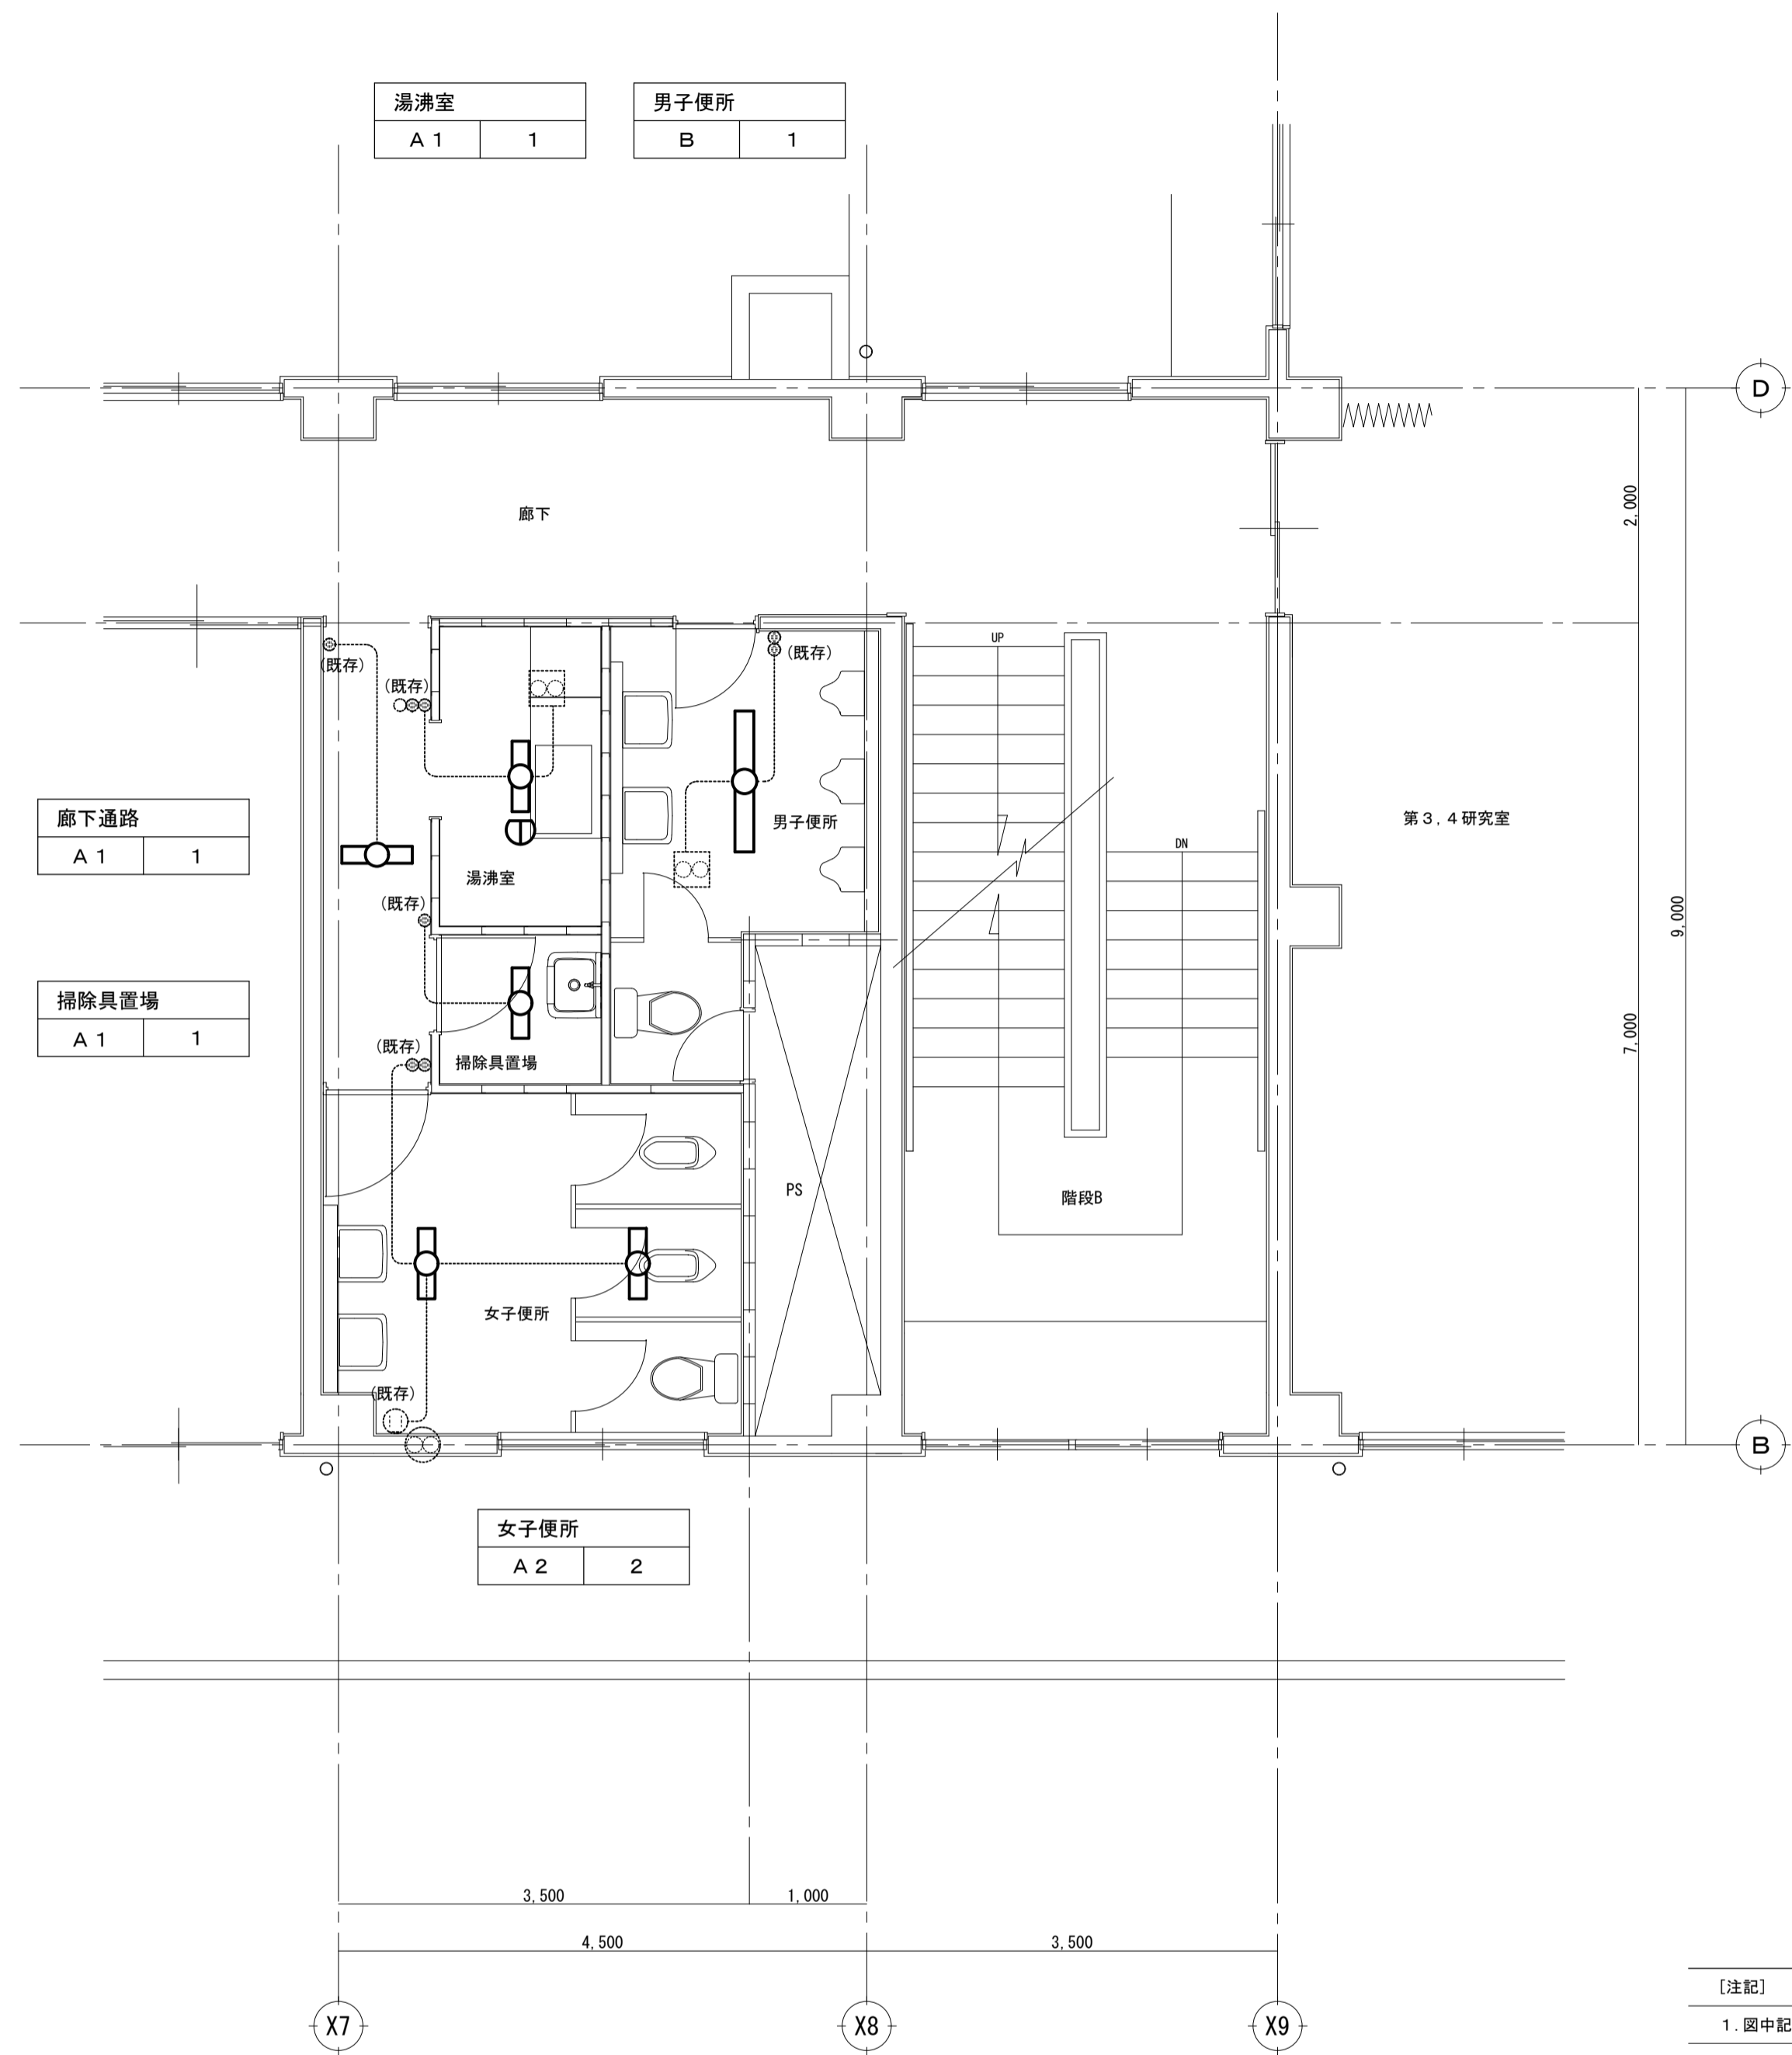 湯沸室
A1 1
男子便所
B 1
D
2,000
廊下
UP
(既存)
(既存)
(既存)
男子便所
第3,4研究室
廊下通路
A1 1
DN
湯沸室
(既存)
9,000
掃除具置場
A1 1
7,000
(既存)
掃除具置場
PS
階段B
女子便所
(既存)
B
女子便所
A2 2
3,500
1,000
4,500
3,500
[注記]
X7
X8
X9
1.図中記